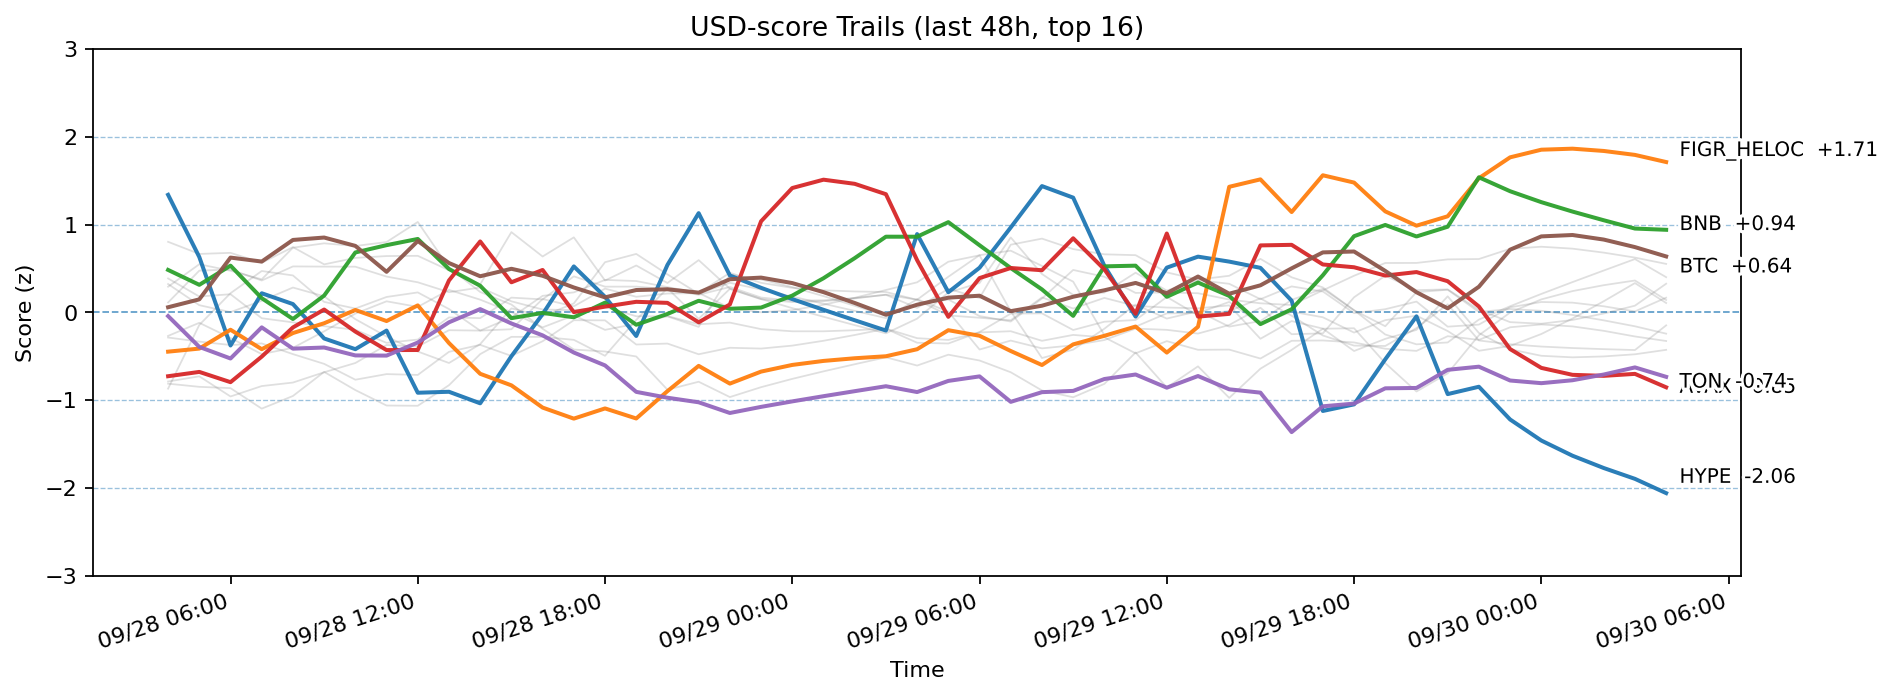 USD-score Trails (last 48h, top 16)
3
2
1
0
−1
−2
−3
Score (z)
FIGR_HELOC +1.71
BNB +0.94
BTC +0.64
TON -0.74
HYPE -2.06
09/28 06:00
09/28 12:00
09/28 18:00
09/29 00:00
09/29 06:00
09/29 12:00
09/29 18:00
09/30 00:00
09/30 06:00
Time